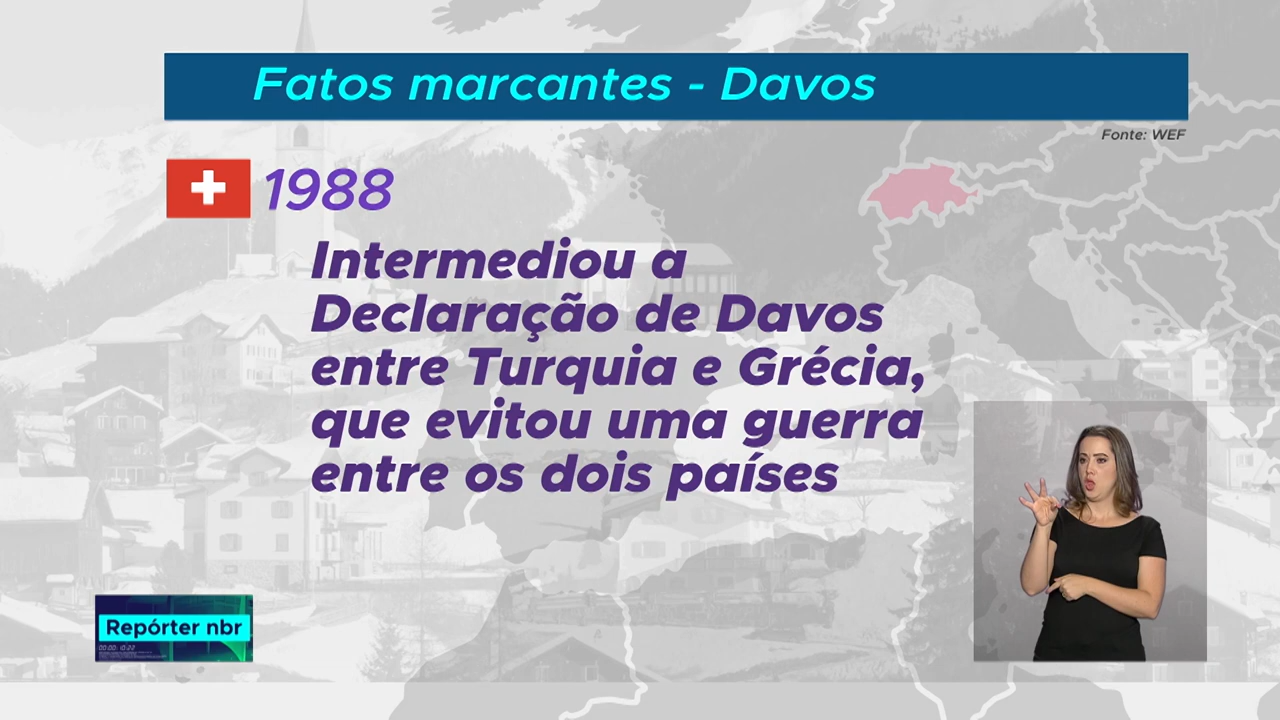 Fatos marcantes - Davos
Fonte: WEF
1988
Intermediou a
Declaração de Davos
entre Turquia e Grécia,
que evitou uma guerra
entre os dois países
Repórter nbr